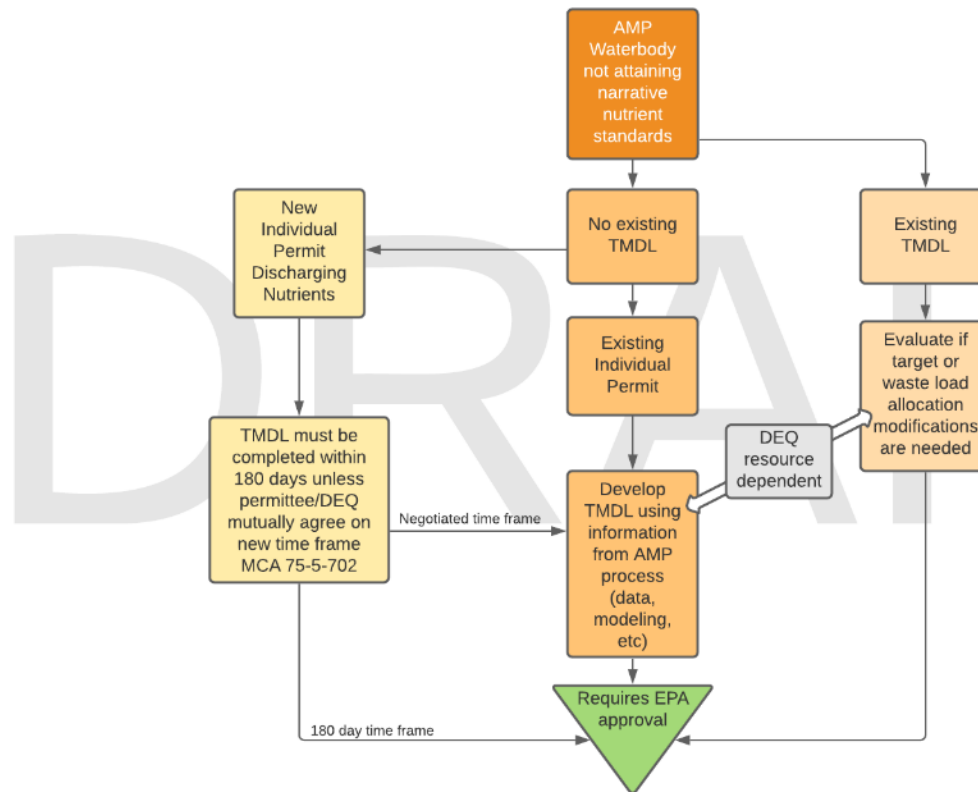 AMP
Waterbody
not attaining
narrative
nutrient
standards
New
Individual
Permit
Discharging
Nutrients
No existing
TMDL
Existing
TMDL
Existing
Individual
Permit
Evaluate if
target or
waste load
allocation
modifications
are needed
DEQ
resource
dependent
TMDL must be
completed within
180 days unless
permittee/DEQ
mutually agree on
new time frame
MCA 75-5-702
Negotiated time frame
Develop
TMDL using
information
from AMP
process
(data,
modeling,
etc)
Requires EPA
approval
180 day time frame
DRAF